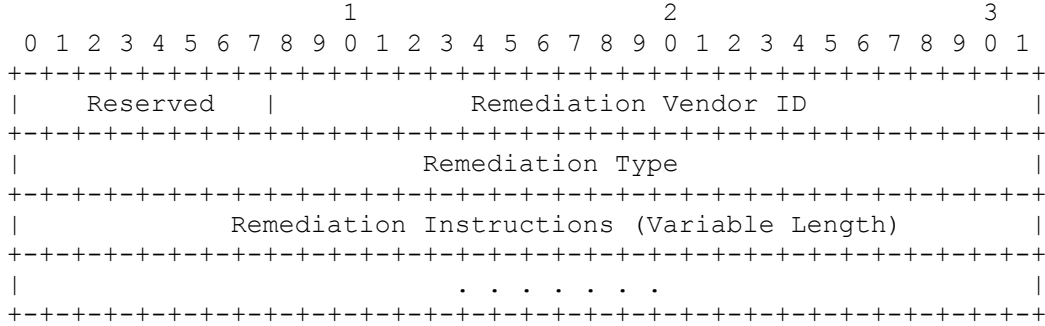 1                   2                   3
 0 1 2 3 4 5 6 7 8 9 0 1 2 3 4 5 6 7 8 9 0 1 2 3 4 5 6 7 8 9 0 1
+-+-+-+-+-+-+-+-+-+-+-+-+-+-+-+-+-+-+-+-+-+-+-+-+-+-+-+-+-+-+-+-+
|    Reserved   |            Remediation Vendor ID              |
+-+-+-+-+-+-+-+-+-+-+-+-+-+-+-+-+-+-+-+-+-+-+-+-+-+-+-+-+-+-+-+-+
|                         Remediation Type                      |
+-+-+-+-+-+-+-+-+-+-+-+-+-+-+-+-+-+-+-+-+-+-+-+-+-+-+-+-+-+-+-+-+
|             Remediation Instructions (Variable Length)        |
+-+-+-+-+-+-+-+-+-+-+-+-+-+-+-+-+-+-+-+-+-+-+-+-+-+-+-+-+-+-+-+-+
|                           . . . . . . .                       |
+-+-+-+-+-+-+-+-+-+-+-+-+-+-+-+-+-+-+-+-+-+-+-+-+-+-+-+-+-+-+-+-+